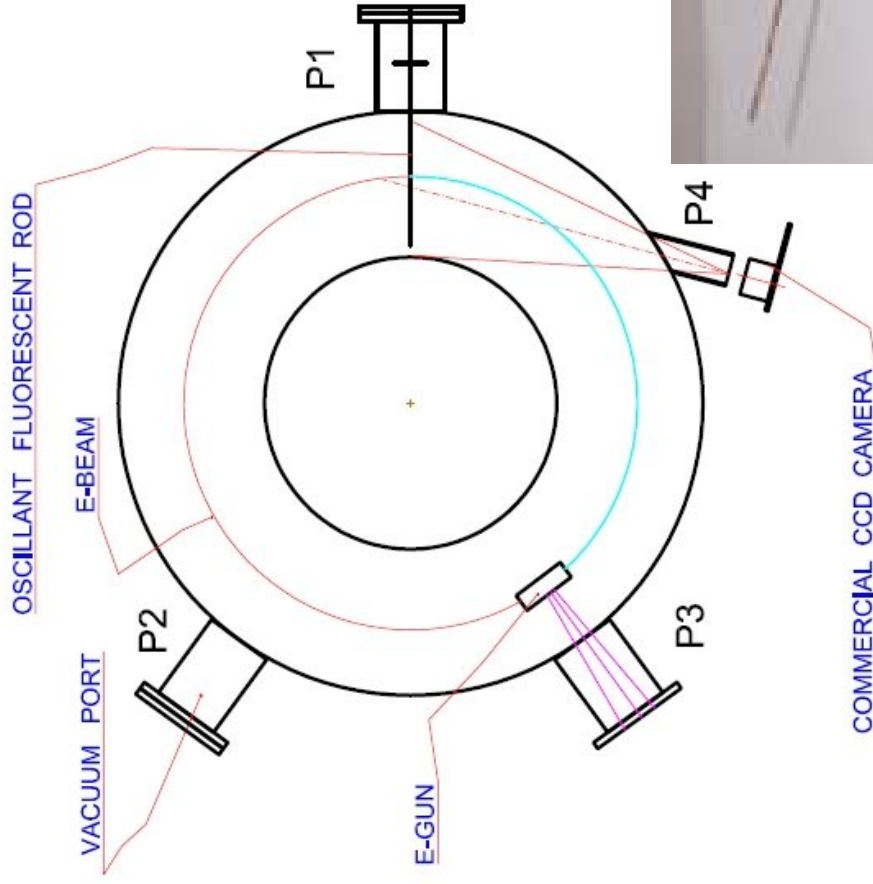 OSCILLANT FLUORESCENT ROD
E-BEAM
VACUUM PORT
E-GUN
COMMERCIAL CCD CAMERA
P1
P2
P3
P4